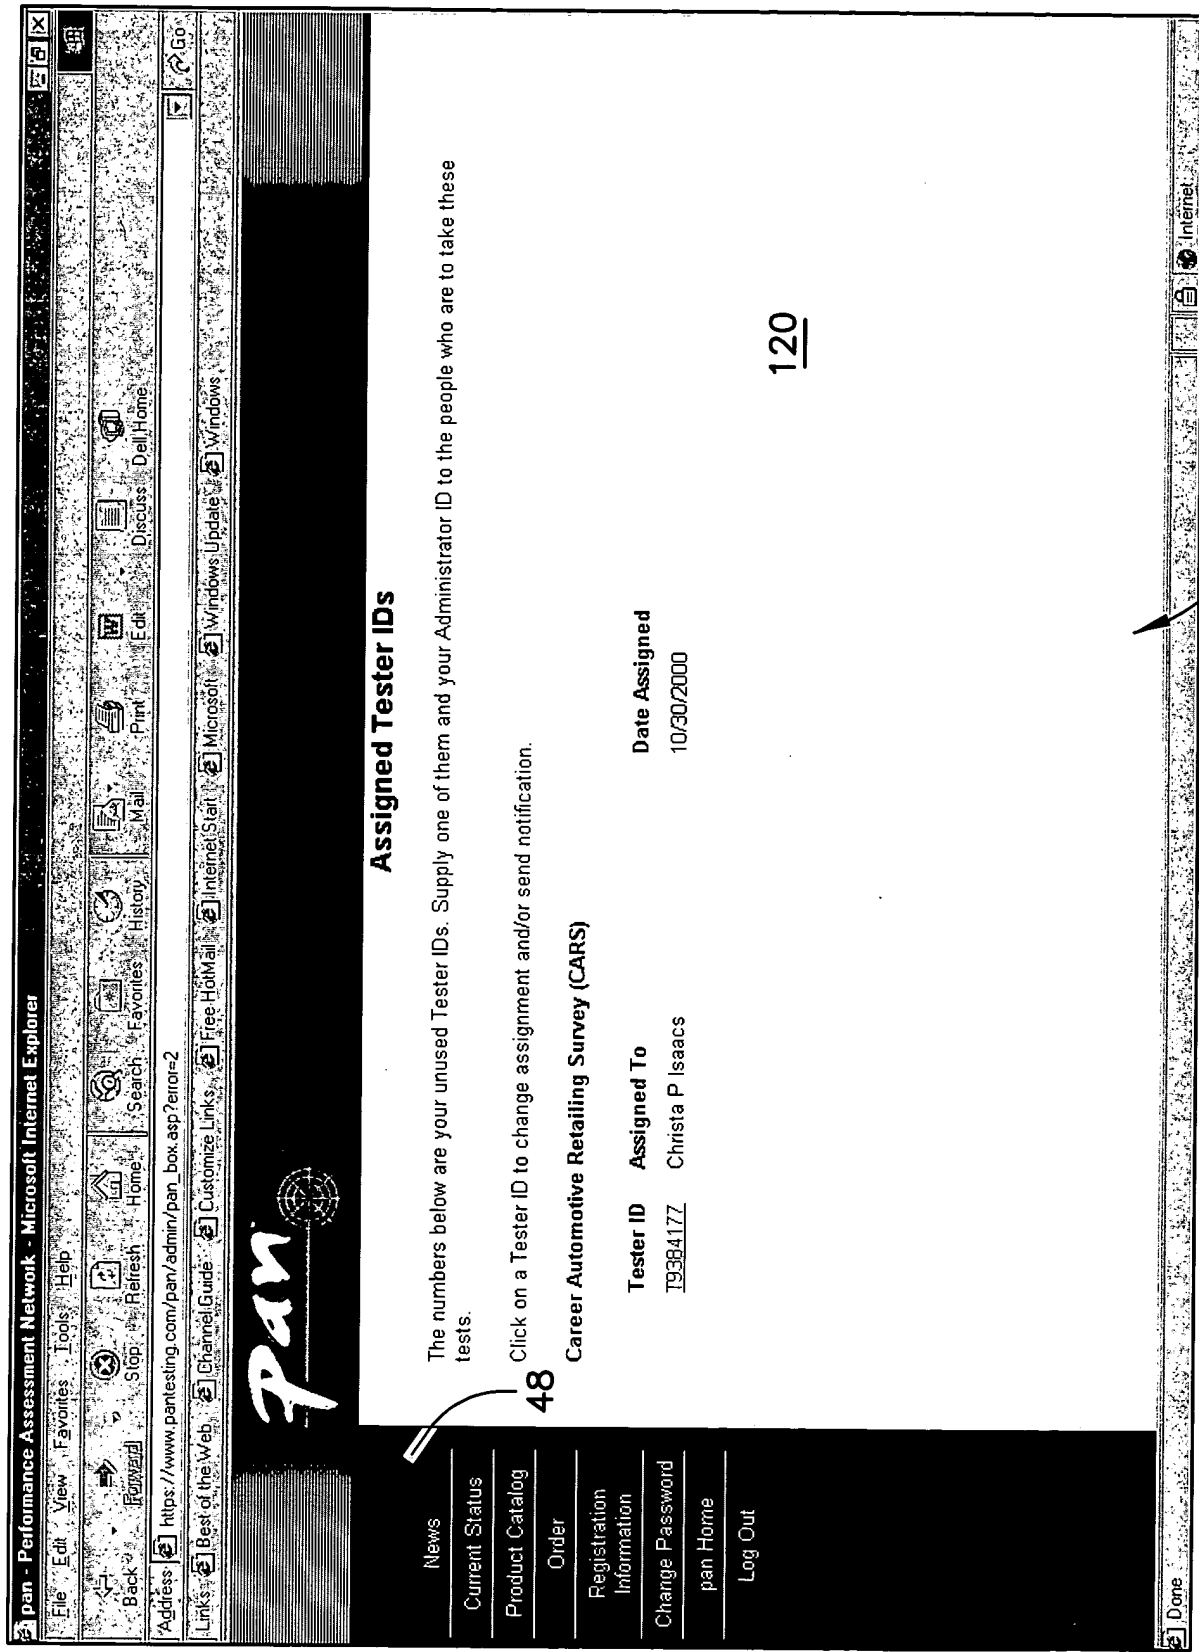 pan - Performance Assessment Network - Microsoft Internet Explorer
File Edit View Favorites Tools Help
Back Forward Stop Refresh Home Search Favorites History Mail Print Edit Discuss Dell Home
Address https://www.pantesting.com/pan/admin/pan_box.asp?error=2 Go
Links Best of the Web Channel Guide Customize Links Free HotMail Internet Start Microsoft Windows Update Windows
pan
News
Current Status
Product Catalog
Order
Registration
Information
Change Password
pan Home
Log Out
48
Assigned Tester IDs
The numbers below are your unused Tester IDs. Supply one of them and your Administrator ID to the people who are to take these
tests.
Click on a Tester ID to change assignment and/or send notification.
Career Automotive Retailing Survey (CARS)
Tester ID Assigned To Date Assigned
T9384177 Christa P Isaacs 10/30/2000
120
Done Internet